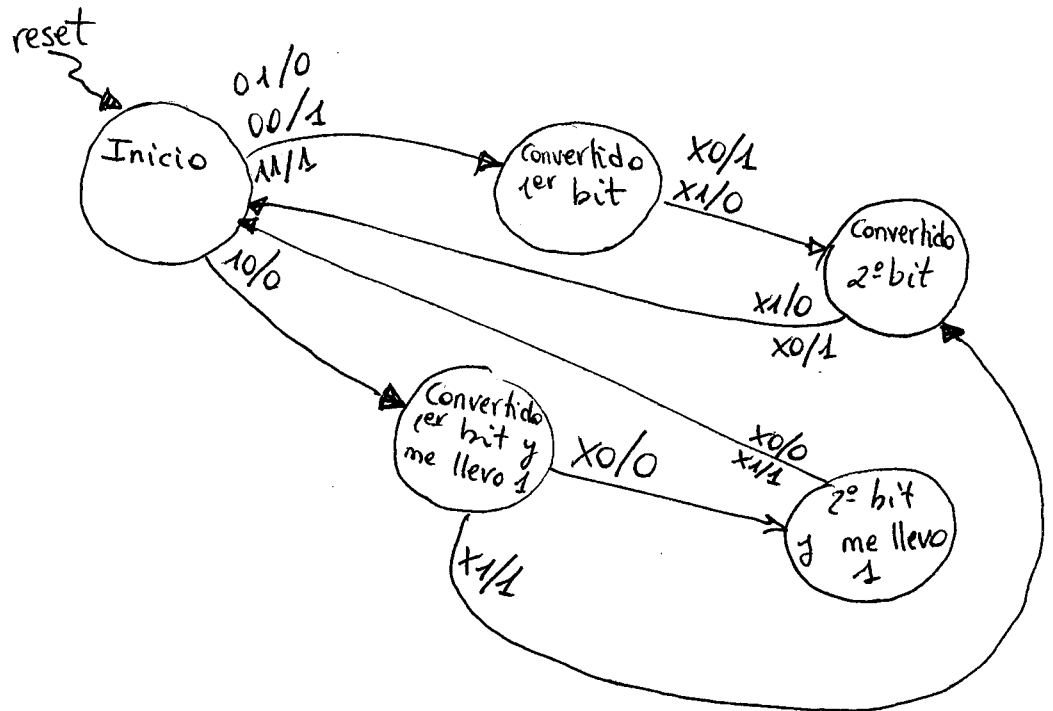 reset
01/0
00/1
11/1
Inicio
Convertido
1er bit
X0/1
X1/0
Convertido
2º bit
10/0
X1/0
X0/1
Convertido
1er bit y
me llevo 1
X0/0
X0/0
X1/1
2º bit
y me llevo
1
X1/1